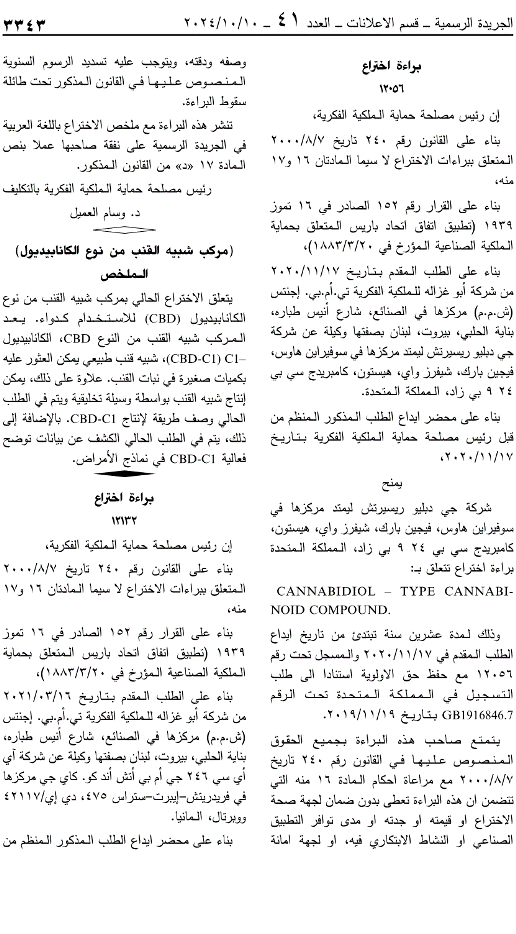 الجريدة الرسمية – قسم الاعلانات – العدد ٤١ – ٢٠٢٤/١٠/١٠
٣٣٤٣
براءة اختراع
١٢٠٥٦
إن رئيس مصلحة حماية الملكية الفكرية،
بناء على القانون رقم ٢٤٠ تاريخ ٢٠٠٠/٨/٧
المتعلق ببراءات الاختراع لا سيما المادتان ١٦ و١٧
منه،
بناء على القرار رقم ١٥٢ الصادر في ١٦ تموز
١٩٣٩ (تطبيق اتفاق اتحاد باريس المتعلق بحماية
الملكية الصناعية المؤرخ في ١٨٨٣/٣/٢٠)،
بناء على الطلب المقدم بتاريخ ٢٠٢٠/١١/١٧
من شركة أبو غزاله للملكية الفكرية تي.أم.بي. إجنتس
(ش.م.م) مركزها في الصنائع، شارع أنيس طباره،
بناية الحلبي، بيروت، لبنان بصفتها وكيلة عن شركة
جي دبليو ريسيرتش ليمتد مركزها في سوفيراين هاوس،
فيجين بارك، شيفرز واي، هيستون، كامبريدج سي بي
٢٤ ٩ بي زاد، المملكة المتحدة.
بناء على محضر ايداع الطلب المذكور المنظم من
قبل رئيس مصلحة حماية الملكية الفكرية بتاريخ
٢٠٢٠/١١/١٧،
يمنح
شركة جي دبليو ريسيرتش ليمتد مركزها في
سوفيراين هاوس، فيجين بارك، شيفرز واي، هيستون،
كامبريدج سي بي ٢٤ ٩ بي زاد، المملكة المتحدة
براءة اختراع تتعلق بـ:
CANNABIDIOL – TYPE CANNABI-
NOID COMPOUND.
وذلك لمدة عشرين سنة تبتدئ من تاريخ ايداع
الطلب المقدم في ٢٠٢٠/١١/١٧ والمسجل تحت رقم
١٢٠٥٦ مع حفظ حق الاولوية استنادا الى طلب
التسجيل في المملكة المتحدة تحت الرقم
GB1916846.7 بتاريخ ٢٠١٩/١١/١٩.
يتمتع صاحب هذه البراءة بجميع الحقوق
المنصوص عليها في القانون رقم ٢٤٠ تاريخ
٢٠٠٠/٨/٧ مع مراعاة احكام المادة ١٦ منه التي
تتضمن ان هذه البراءة تعطى بدون ضمان لجهة صحة
الاختراع او قيمته او جدته او مدى توافر التطبيق
الصناعي او النشاط الابتكاري فيه، او لجهة امانة
وصفه ودقته، ويتوجب عليه تسديد الرسوم السنوية
المنصوص عليها في القانون المذكور تحت طائلة
سقوط البراءة.
تنشر هذه البراءة مع ملخص الاختراع باللغة العربية
في الجريدة الرسمية على نفقة صاحبها عملا بنص
المادة ١٧ «د» من القانون المذكور.
رئيس مصلحة حماية الملكية الفكرية بالتكليف
د. وسام العميل
(مركب شبيه القنب من نوع الكانابيديول)
الملخص
يتعلق الاختراع الحالي بمركب شبيه القنب من نوع
الكانابيديول (CBD) للاستخدام كدواء. يعد
المركب شبيه القنب من النوع CBD، الكانابيديول
–C1 (CBD-C1)، شبيه قنب طبيعي يمكن العثور عليه
بكميات صغيرة في نبات القنب. علاوة على ذلك، يمكن
إنتاج شبيه القنب بواسطة وسيلة تخليقية ويتم في الطلب
الحالي وصف طريقة لإنتاج CBD-C1. بالإضافة إلى
ذلك، يتم في الطلب الحالي الكشف عن بيانات توضح
فعالية CBD-C1 في نماذج الأمراض.
براءة اختراع
١٢١٣٢
إن رئيس مصلحة حماية الملكية الفكرية،
بناء على القانون رقم ٢٤٠ تاريخ ٢٠٠٠/٨/٧
المتعلق ببراءات الاختراع لا سيما المادتان ١٦ و١٧
منه،
بناء على القرار رقم ١٥٢ الصادر في ١٦ تموز
١٩٣٩ (تطبيق اتفاق اتحاد باريس المتعلق بحماية
الملكية الصناعية المؤرخ في ١٨٨٣/٣/٢٠)،
بناء على الطلب المقدم بتاريخ ٢٠٢١/٠٣/١٦
من شركة أبو غزاله للملكية الفكرية تي.أم.بي. إجنتس
(ش.م.م) مركزها في الصنائع، شارع أنيس طباره،
بناية الحلبي، بيروت، لبنان بصفتها وكيلة عن شركة آي
أي سي ٢٤٦ جي أم بي أتش أند كو. كاي جي مركزها
في فريدريتش–إيبرت–ستراس ٤٧٥، دي إي/٤٢١١٧
ووبرتال، المانيا.
بناء على محضر ايداع الطلب المذكور المنظم من